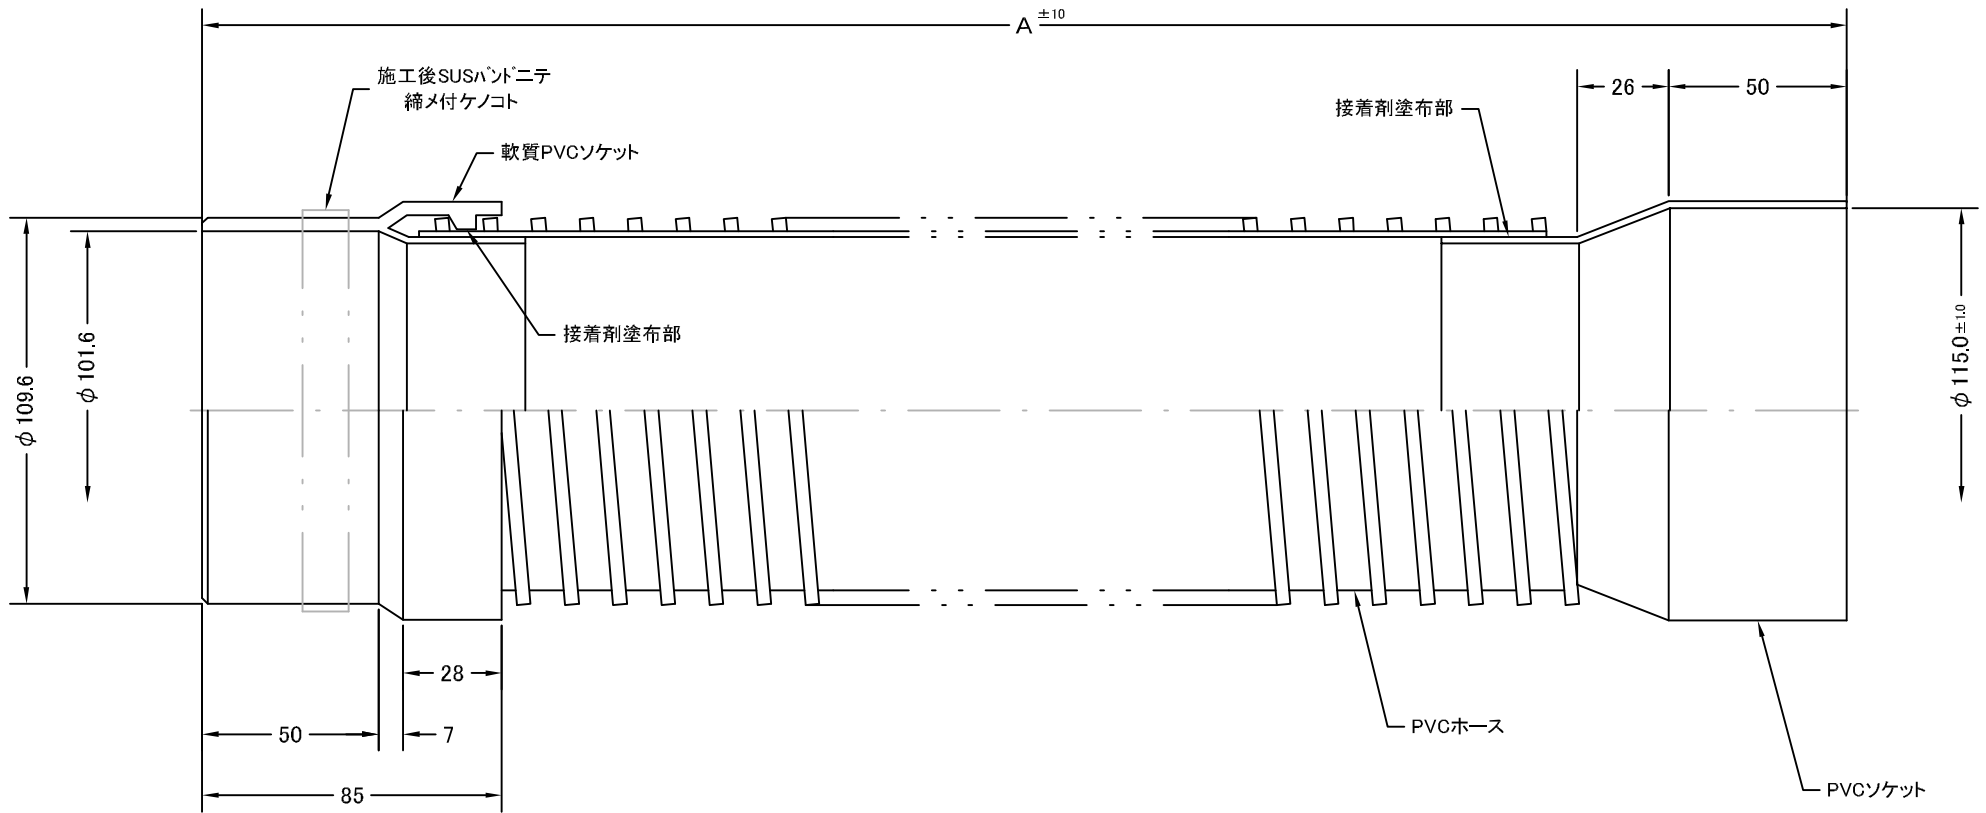 A ±10
施工後SUSバンドニテ
締メ付ケノコト
軟質PVCソケット
接着剤塗布部
26
50
接着剤塗布部
φ109.6
φ101.6
φ115.0±1.0
28
50
7
85
PVCホース
PVCソケット